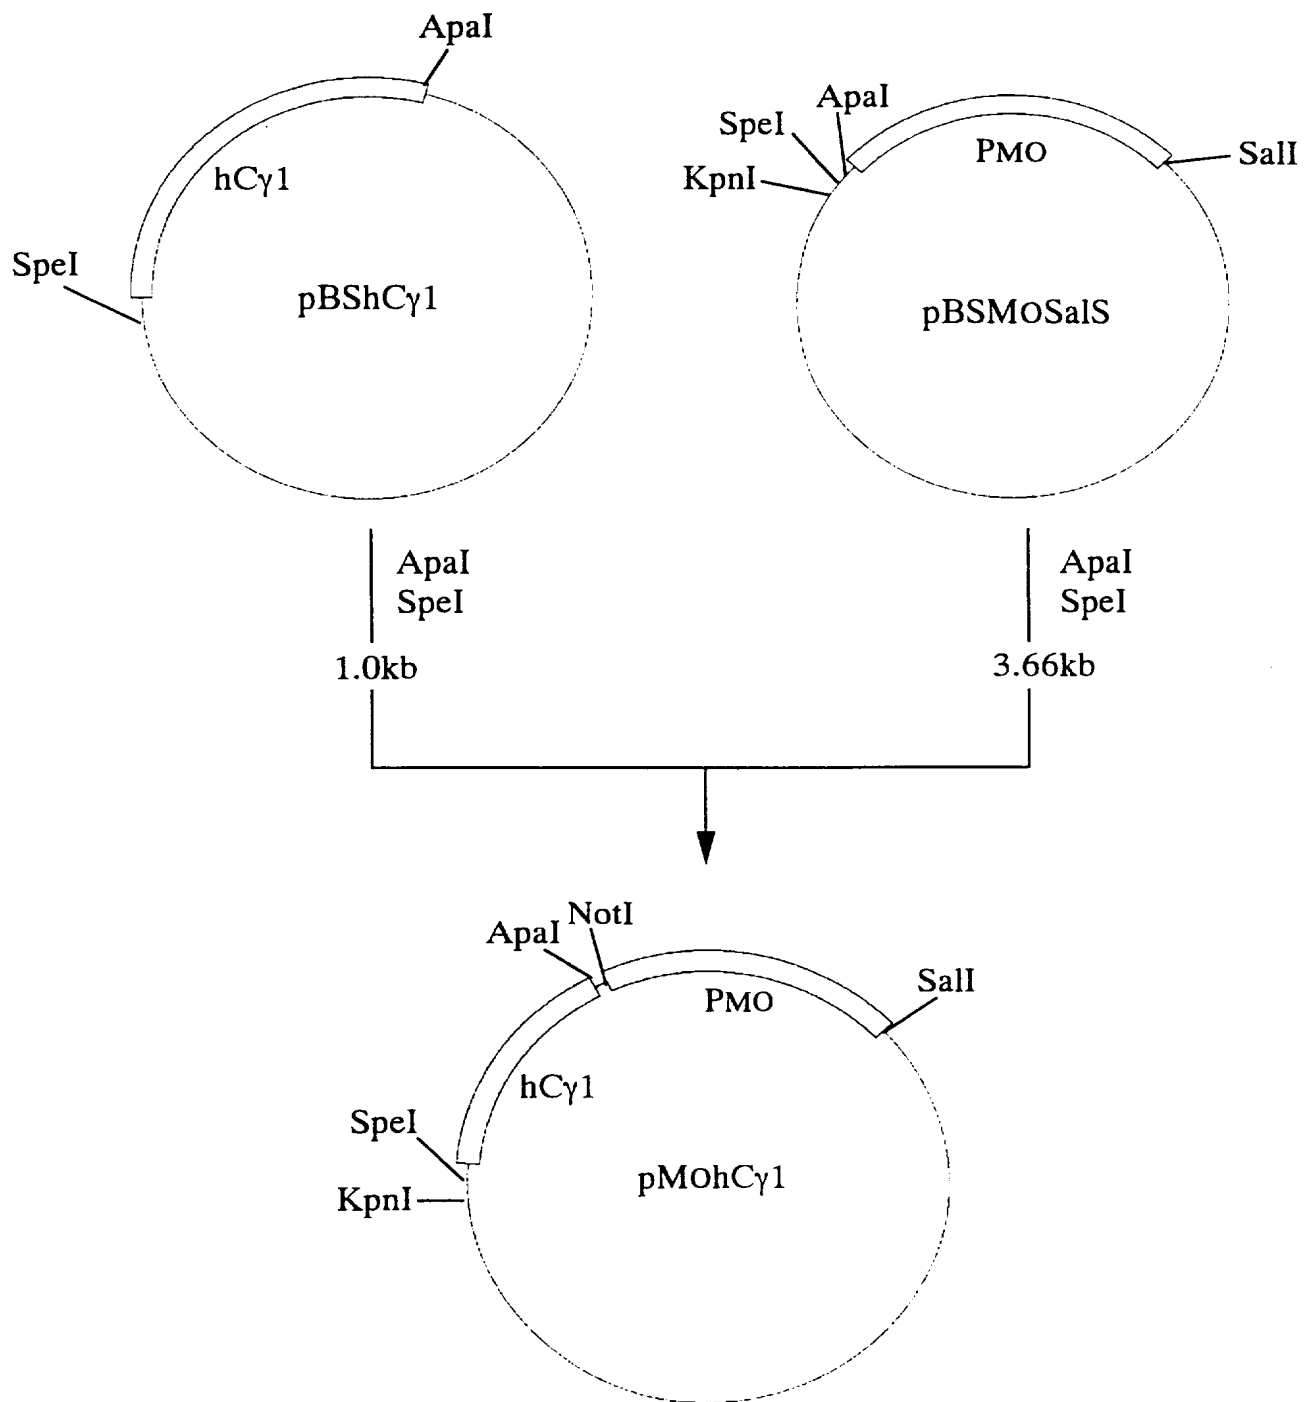 ApaI
hCγ1
SpeI
pBShCγ1
ApaI
SpeI
KpnI
PMO
SalI
pBSMOSalS
ApaI
SpeI
1.0kb
ApaI
SpeI
3.66kb
NotI
ApaI
SalI
PMO
hCγ1
SpeI
KpnI
pMOhCγ1